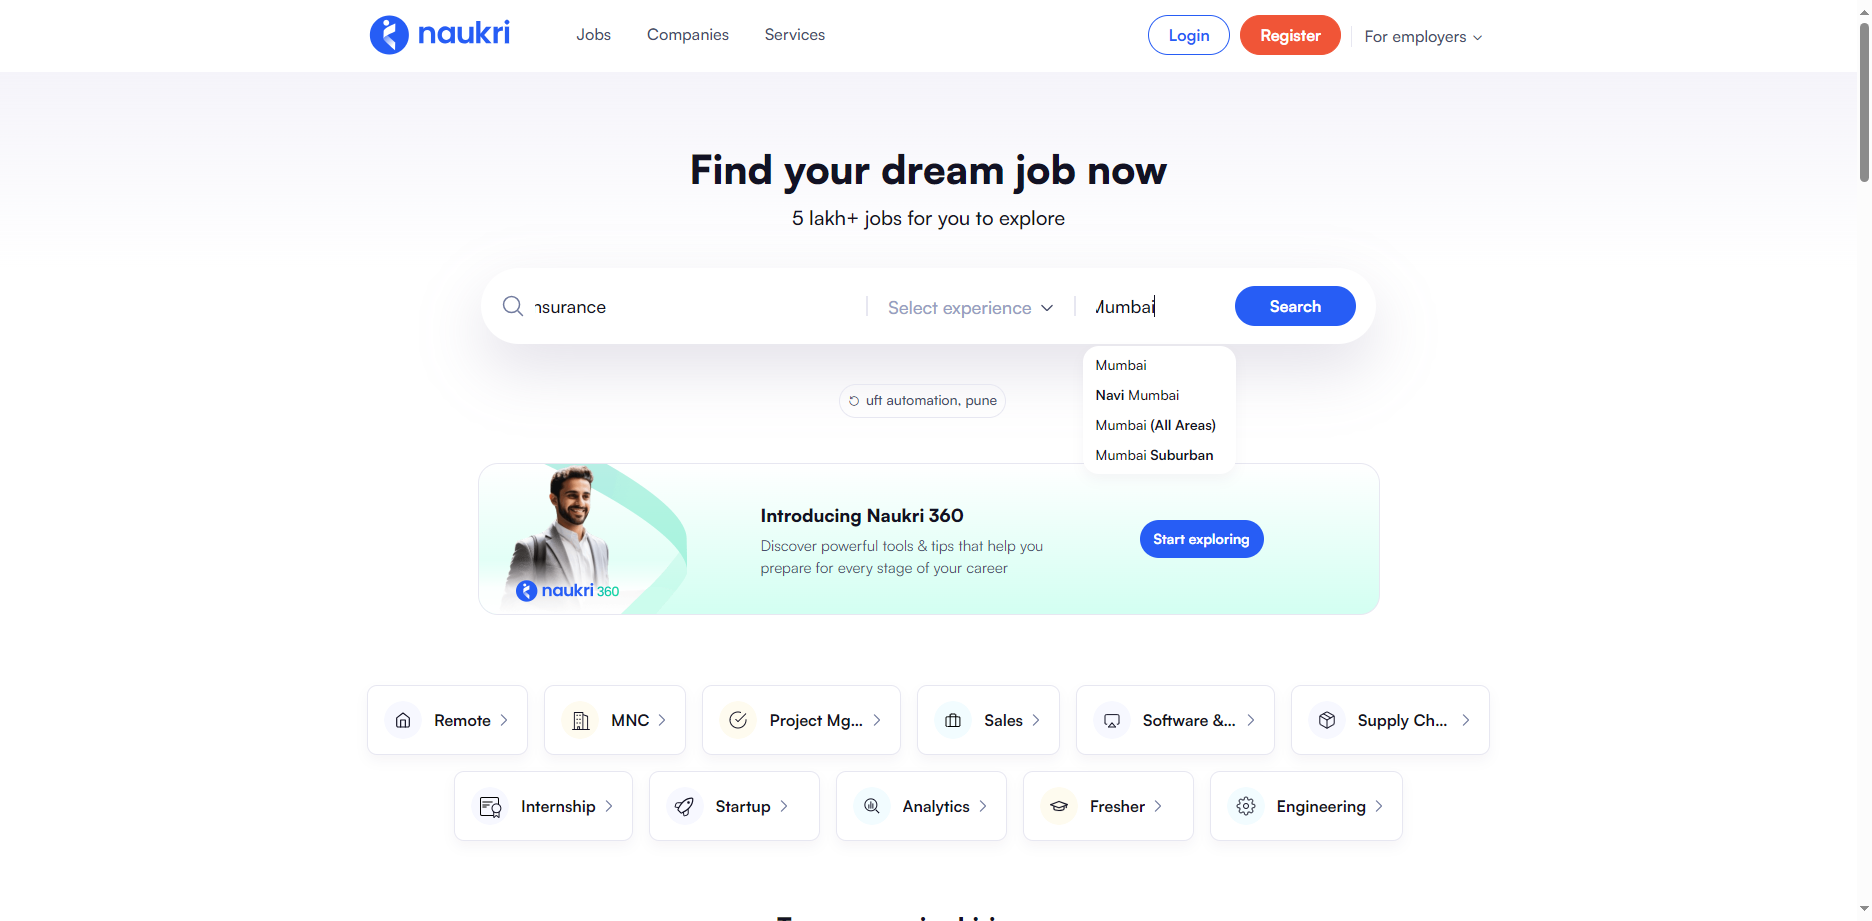 naukri
Jobs
Companies
Services
Login
Register
For employers
Find your dream job now
5 lakh+ jobs for you to explore
nsurance
Select experience
Mumbai
Search
Mumbai
Navi Mumbai
Mumbai (All Areas)
Mumbai Suburban
uft automation, pune
Introducing Naukri 360
Discover powerful tools & tips that help you
prepare for every stage of your career
Start exploring
naukri 360
Remote
MNC
Project Mg...
Sales
Software &...
Supply Ch...
Internship
Startup
Analytics
Fresher
Engineering